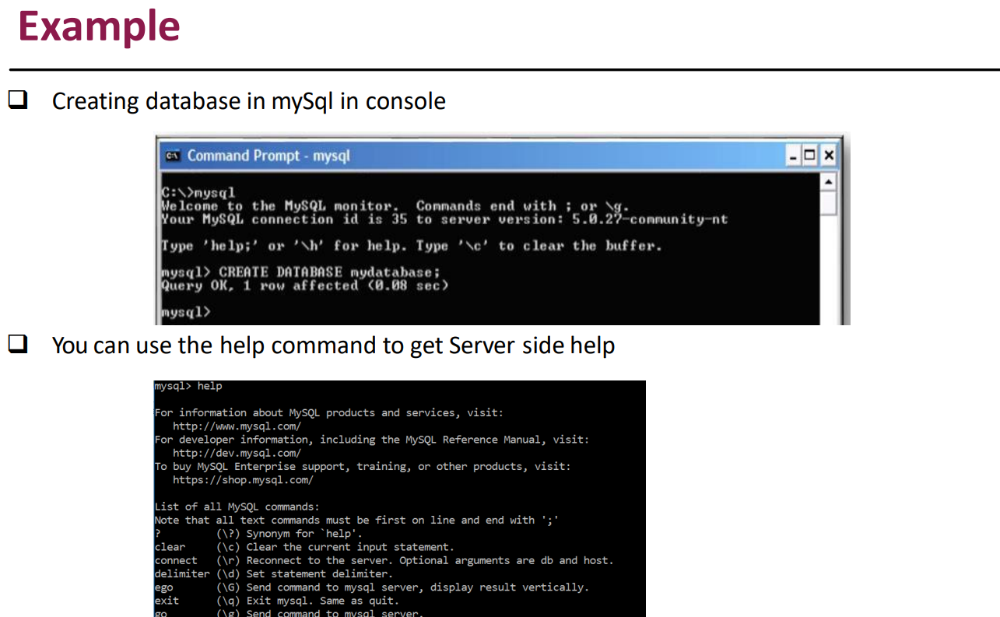 Example
Creating database in mySql in console
Command Prompt - mysql
C:\>mysql
Welcome to the MySQL monitor.  Commands end with ; or \g.
Your MySQL connection id is 35 to server version: 5.0.27-community-nt
Type 'help;' or '\h' for help. Type '\c' to clear the buffer.
mysql> CREATE DATABASE mydatabase;
Query OK, 1 row affected (0.08 sec)
mysql>
You can use the help command to get Server side help
mysql> help
For information about MySQL products and services, visit:
http://www.mysql.com/
For developer information, including the MySQL Reference Manual, visit:
http://dev.mysql.com/
To buy MySQL Enterprise support, training, or other products, visit:
https://shop.mysql.com/
List of all MySQL commands:
Note that all text commands must be first on line and end with ';'
?         (\?) Synonym for `help'.
clear     (\c) Clear the current input statement.
connect   (\r) Reconnect to the server. Optional arguments are db and host.
delimiter (\d) Set statement delimiter.
ego       (\G) Send command to mysql server, display result vertically.
exit      (\q) Exit mysql. Same as quit.
go        (\g) Send command to mysql server.